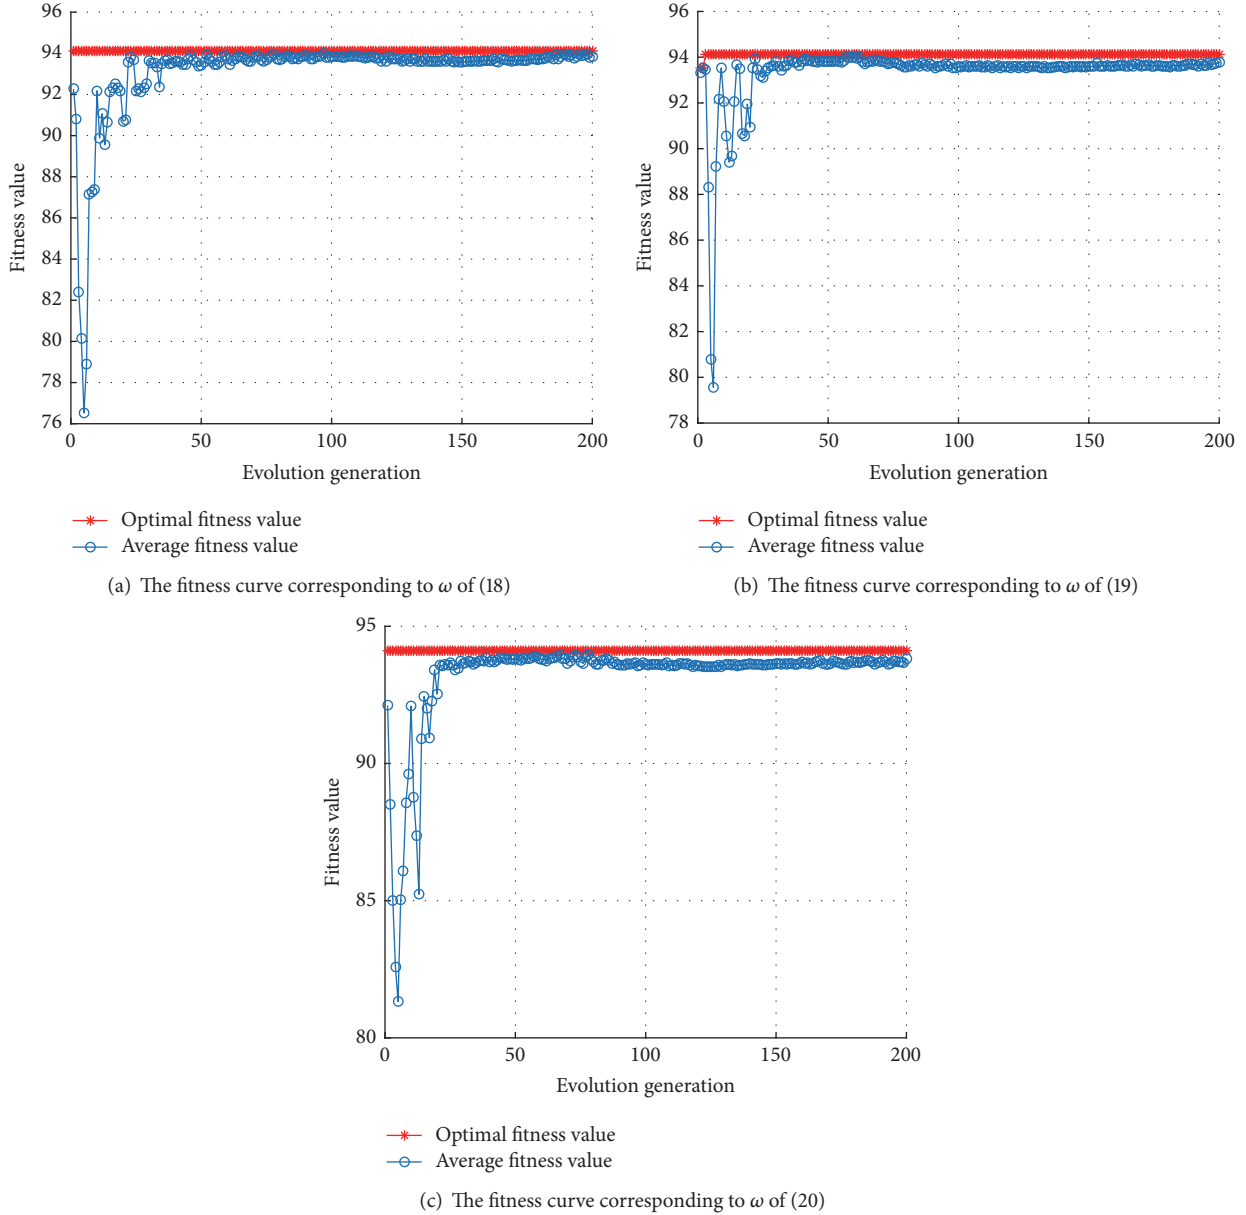 96
94
92
90
88
86
84
82
80
78
76
Fitness value
0
50
100
150
200
Evolution generation
Optimal fitness value
Average fitness value
(a) The fitness curve corresponding to ω of (18)
96
94
92
90
88
86
84
82
80
78
Fitness value
0
50
100
150
200
Evolution generation
Optimal fitness value
Average fitness value
(b) The fitness curve corresponding to ω of (19)
95
90
85
80
Fitness value
0
50
100
150
200
Evolution generation
Optimal fitness value
Average fitness value
(c) The fitness curve corresponding to ω of (20)